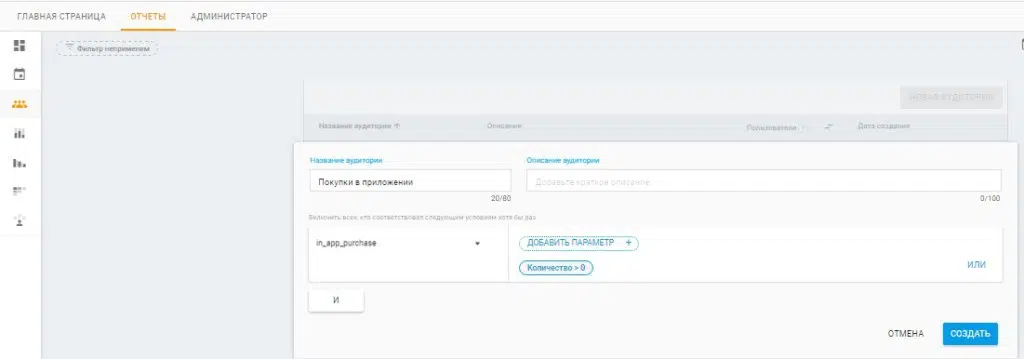 ГЛАВНАЯ СТРАНИЦА ОТЧЕТЫ АДМИНИСТРАТОР
Фильтр неприменим
НОВАЯ АУДИТОРИЯ
Название аудитории ↑ Описание Пользователи Дата создания
Название аудитории Описание аудитории
Покупки в приложении Добавьте краткое описание.
20/80 0/100
Включить всех, кто соответствовал следующим условиям хотя бы раз
in_app_purchase ДОБАВИТЬ ПАРАМЕТР +
Количество > 0 ИЛИ
И
ОТМЕНА СОЗДАТЬ